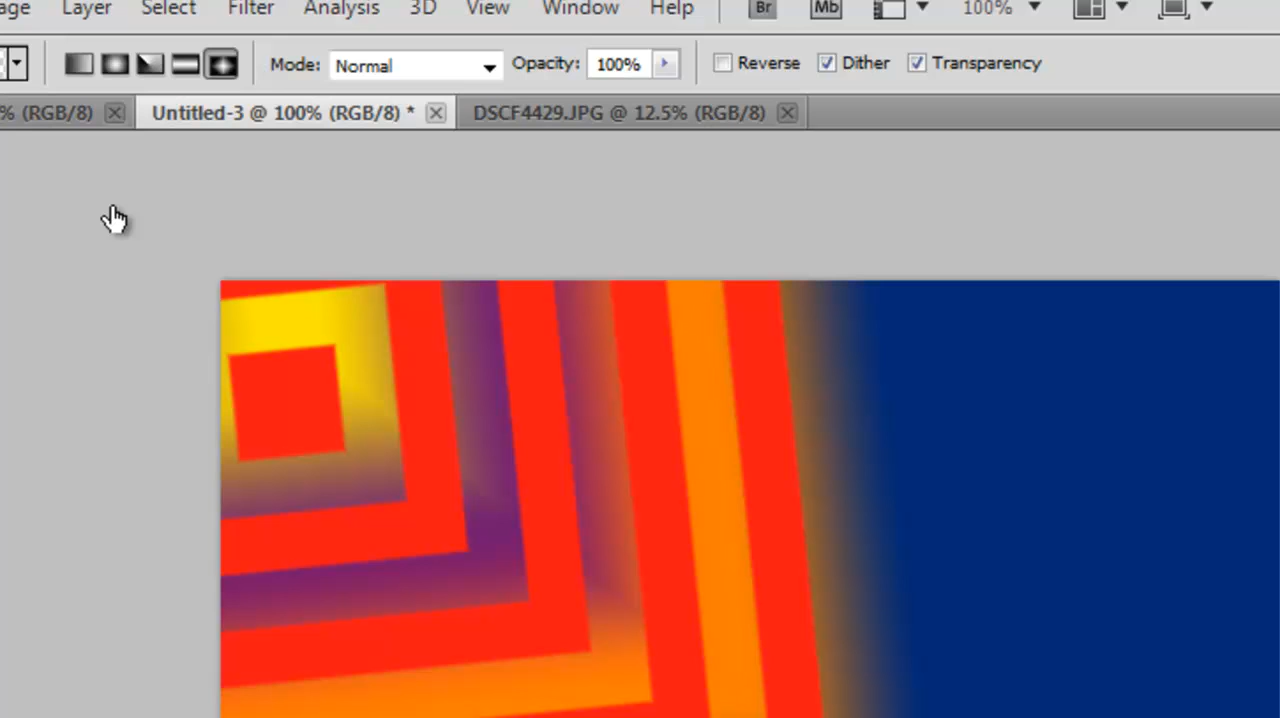 age Layer Select Filter Analysis 3D View Window Help Br Mb 100%
Mode: Normal Opacity: 100% Reverse Dither Transparency
% (RGB/8) Untitled-3 @ 100% (RGB/8) * DSCF4429.JPG @ 12.5% (RGB/8)